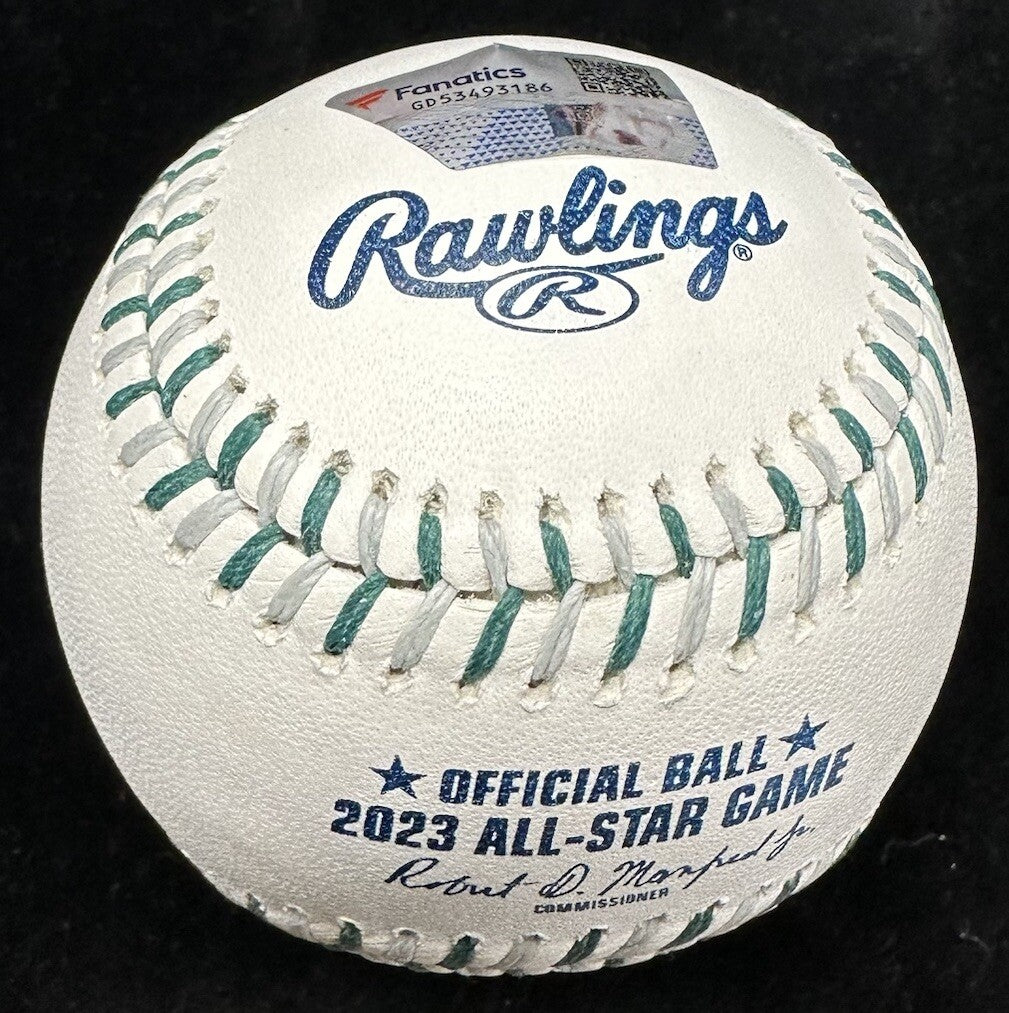 Fanatics
GD53493186
Rawlings®
R
★ OFFICIAL BALL ★
2023 ALL-STAR GAME
Robert D. Manfred Jr.
COMMISSIONER